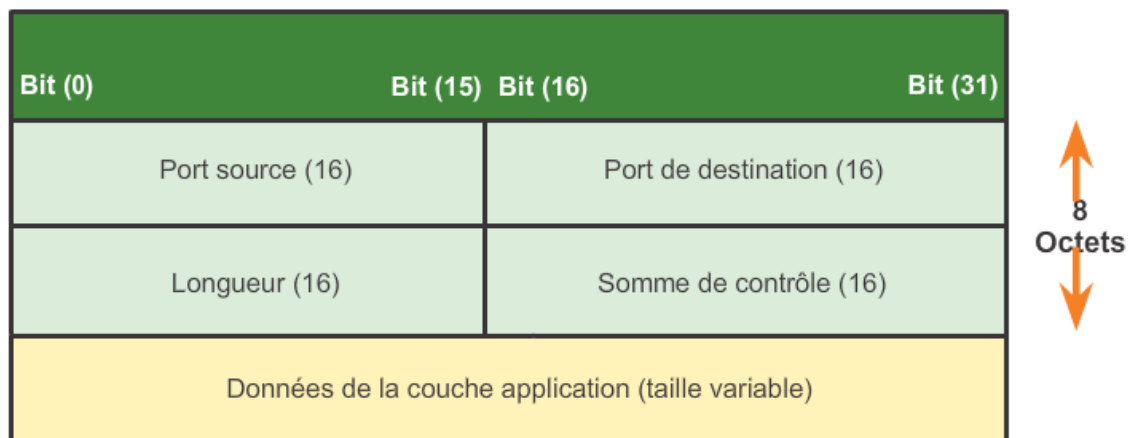 Bit (0) Bit (15) Bit (16) Bit (31)
Port source (16) Port de destination (16)
8
Octets
Longueur (16) Somme de contrôle (16)
Données de la couche application (taille variable)